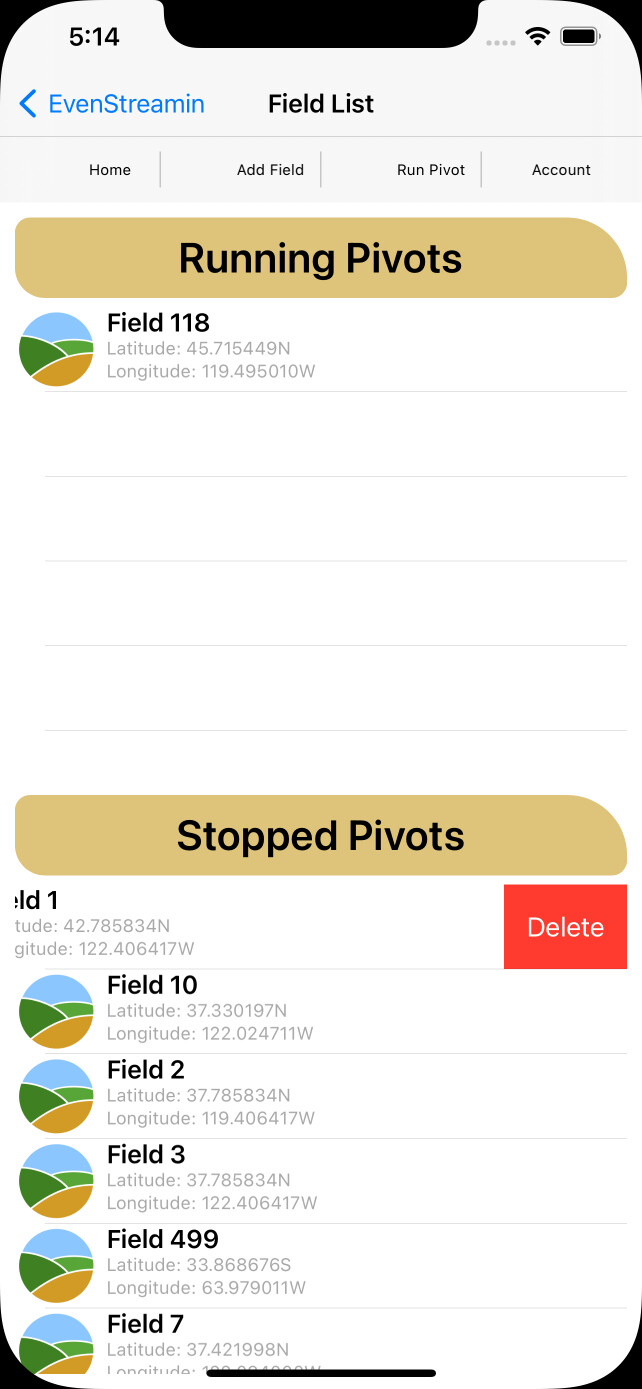 5:14
EvenStreamin
Field List
Home
Add Field
Run Pivot
Account
Running Pivots
Field 118
Latitude: 45.715449N
Longitude: 119.495010W
Stopped Pivots
eld 1
tude: 42.785834N
gitude: 122.406417W
Delete
Field 10
Latitude: 37.330197N
Longitude: 122.024711W
Field 2
Latitude: 37.785834N
Longitude: 119.406417W
Field 3
Latitude: 37.785834N
Longitude: 122.406417W
Field 499
Latitude: 33.868676S
Longitude: 63.979011W
Field 7
Latitude: 37.421998N
Longitude: